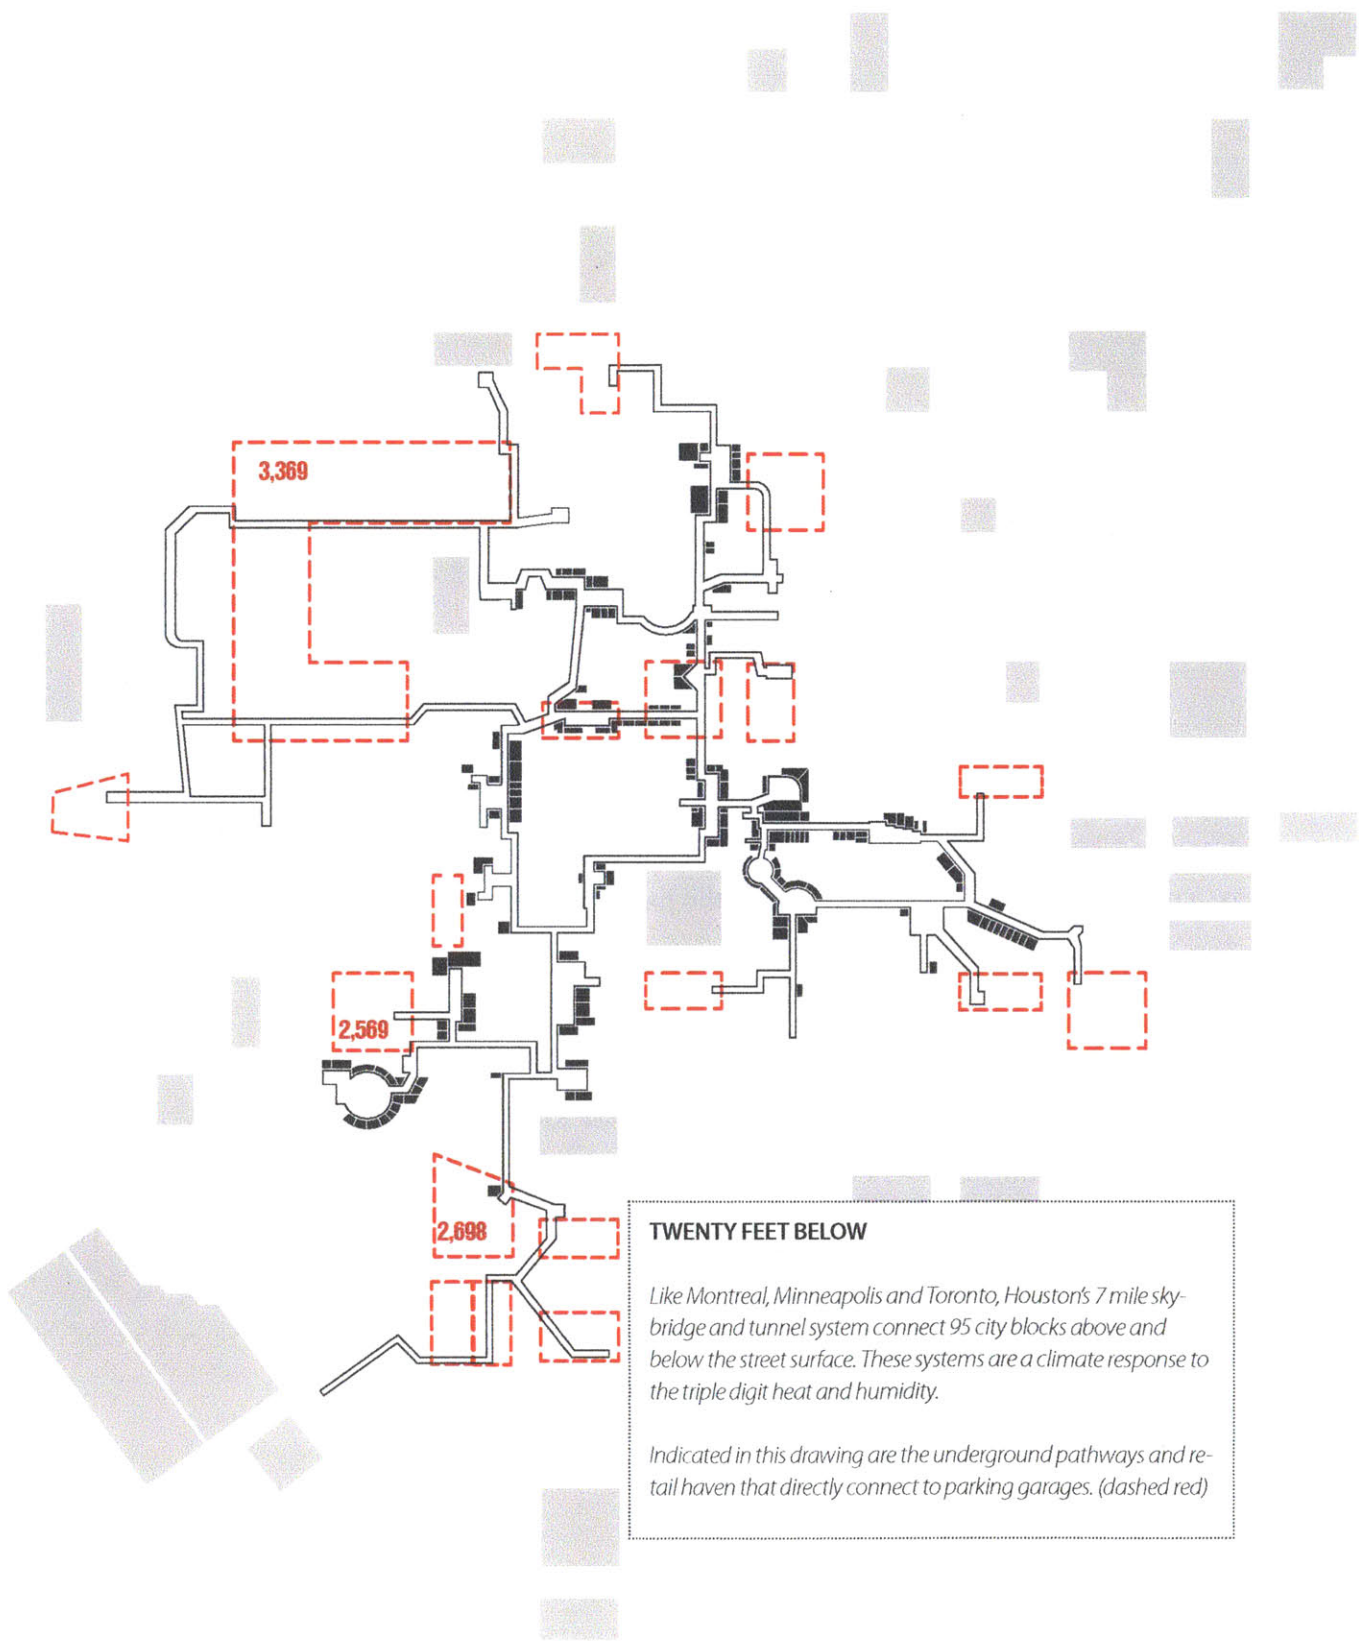 3,369
2,569
2,698
TWENTY FEET BELOW
Like Montreal, Minneapolis and Toronto, Houston's 7 mile sky-
bridge and tunnel system connect 95 city blocks above and
below the street surface. These systems are a climate response to
the triple digit heat and humidity.
Indicated in this drawing are the underground pathways and re-
tail haven that directly connect to parking garages. (dashed red)